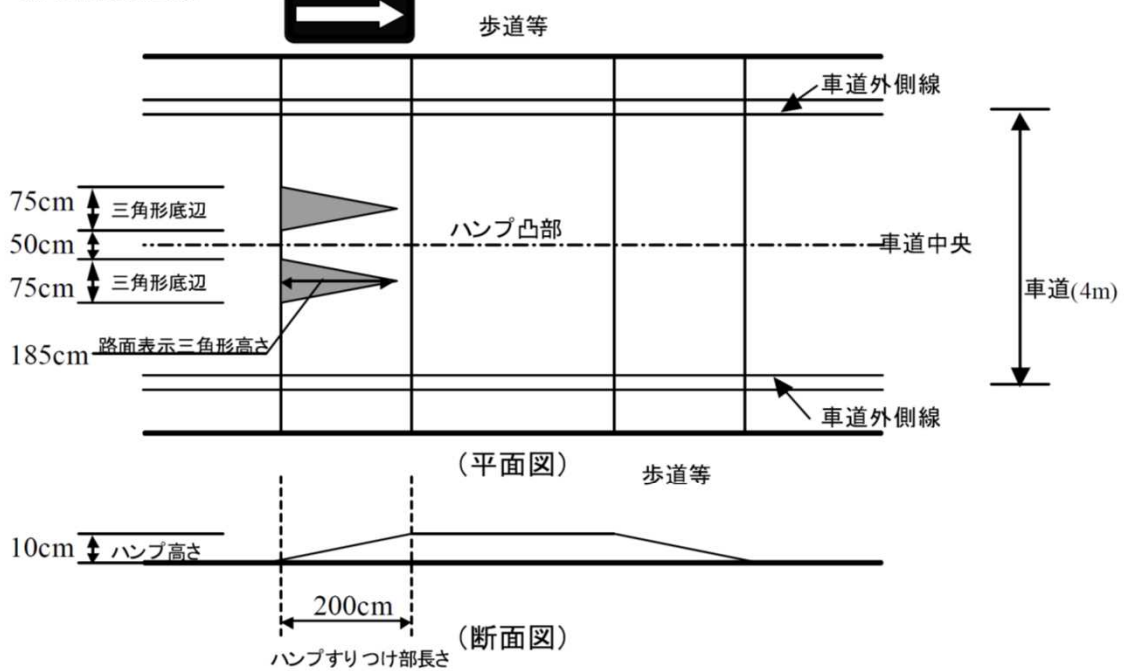 歩道等
車道外側線
75cm
三角形底辺
ハンプ凸部
50cm
車道中央
75cm
三角形底辺
車道(4m)
185cm
路面表示三角形高さ
車道外側線
(平面図)
歩道等
10cm
ハンプ高さ
200cm
(断面図)
ハンプすりつけ部長さ